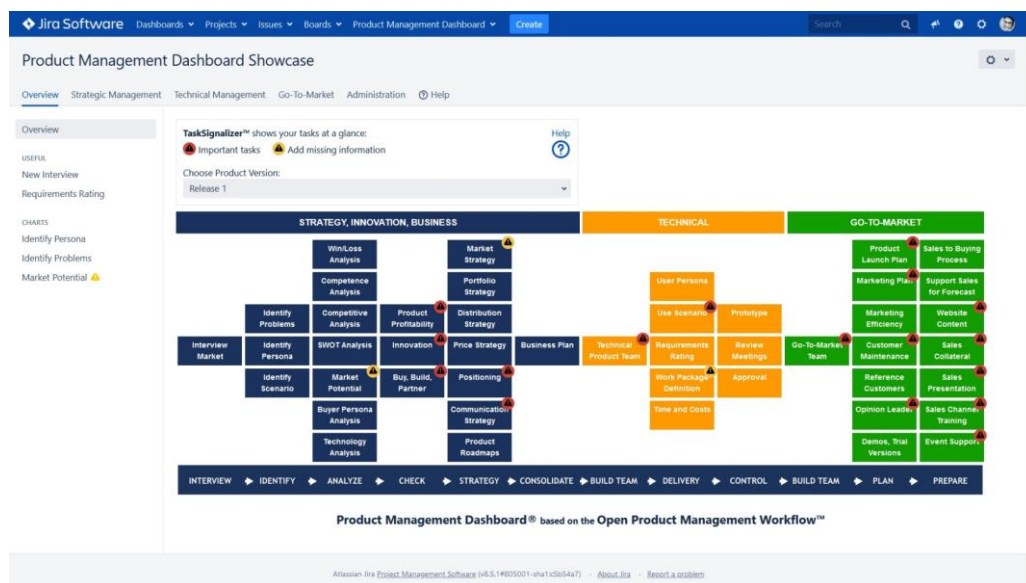 Jira Software Dashboards Projects Issues Boards Product Management Dashboard Create Search
Product Management Dashboard Showcase
Overview Strategic Management Technical Management Go-To-Market Administration Help
Overview
USEFUL
New Interview
Requirements Rating
CHARTS
Identify Persona
Identify Problems
Market Potential
TaskSignalizer™ shows your tasks at a glance:
Help
Important tasks Add missing information
Choose Product Version:
Release 1
STRATEGY, INNOVATION, BUSINESS
TECHNICAL
GO-TO-MARKET
Interview
Market
Identify
Problems
Identify
Persona
Identify
Scenario
Win/Loss
Analysis
Competence
Analysis
Competitive
Analysis
SWOT Analysis
Market
Potential
Buyer Persona
Analysis
Technology
Analysis
Product
Profitability
Innovation
Buy, Build,
Partner
Market
Strategy
Portfolio
Strategy
Distribution
Strategy
Price Strategy
Positioning
Communication
Strategy
Product
Roadmaps
Business Plan
Technical
Product Team
User Persona
Use Scenario
Requirements
Rating
Work Package
Definition
Time and Costs
Prototype
Review
Meetings
Approval
Go-To-Market
Team
Product
Launch Plan
Marketing Plan
Marketing
Efficiency
Customer
Maintenance
Reference
Customers
Opinion Leader
Demos, Trial
Versions
Sales to Buying
Process
Support Sales
for Forecast
Website
Content
Sales
Collateral
Sales
Presentation
Sales Channel
Training
Event Support
INTERVIEW IDENTIFY ANALYZE CHECK STRATEGY CONSOLIDATE BUILD TEAM DELIVERY CONTROL BUILD TEAM PLAN PREPARE
Product Management Dashboard® based on the Open Product Management Workflow™
Atlassian Jira Project Management Software (v8.5.1#805001-sha1:c5b54a7) · About Jira · Report a problem